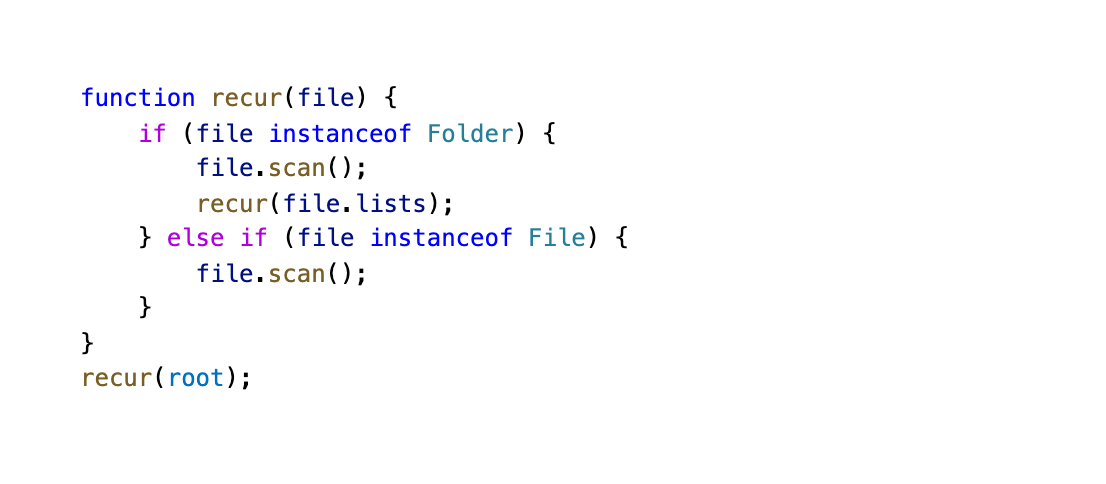 function recur(file) {
    if (file instanceof Folder) {
        file.scan();
        recur(file.lists);
    } else if (file instanceof File) {
        file.scan();
    }
}
recur(root);